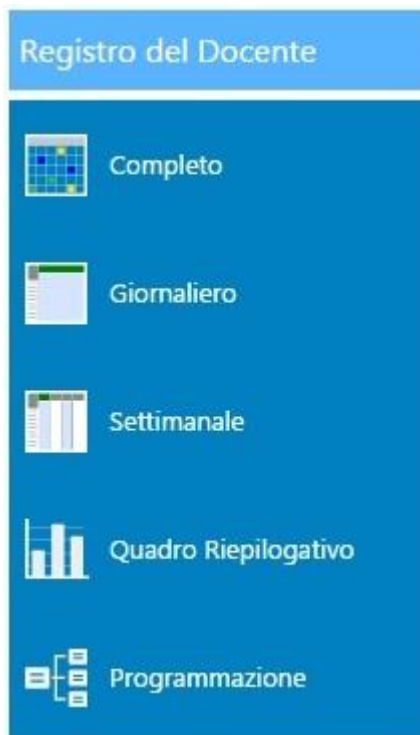 Registro del Docente
Completo
Giornaliero
Settimanale
Quadro Riepilogativo
Programmazione